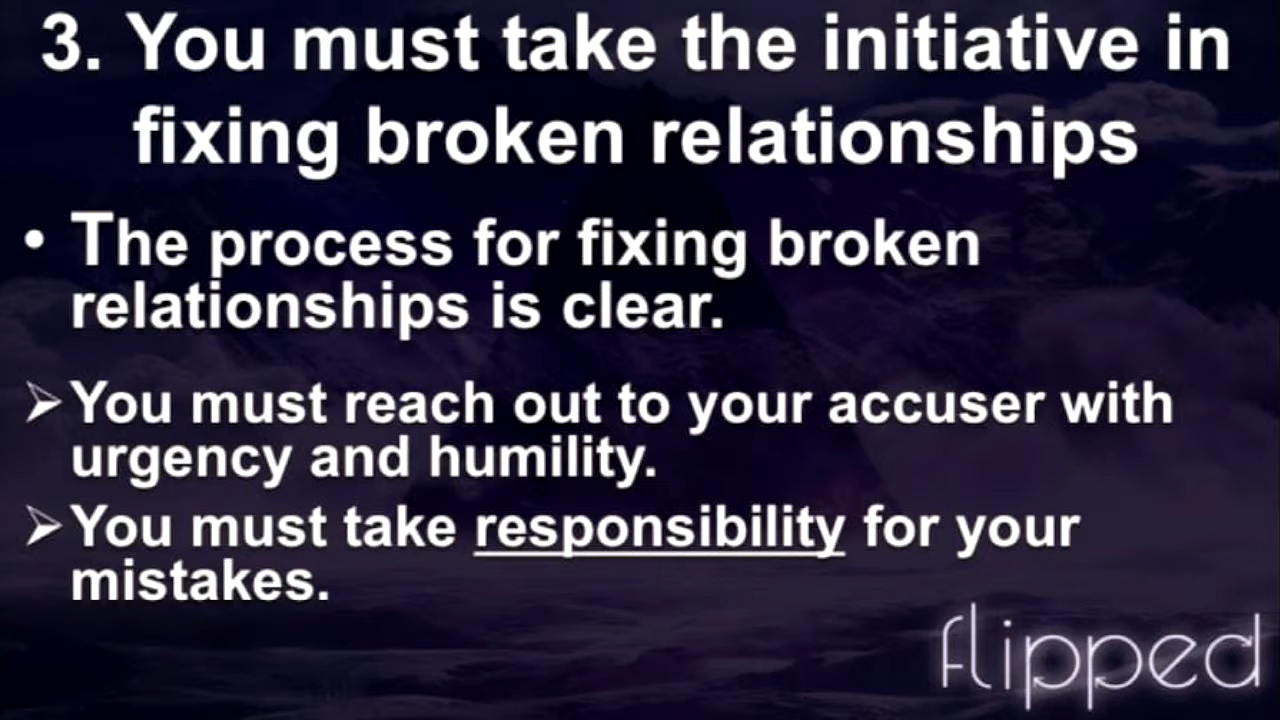 3. You must take the initiative in
fixing broken relationships
• The process for fixing broken
relationships is clear.
➢ You must reach out to your accuser with
urgency and humility.
➢ You must take responsibility for your
mistakes.
flipped